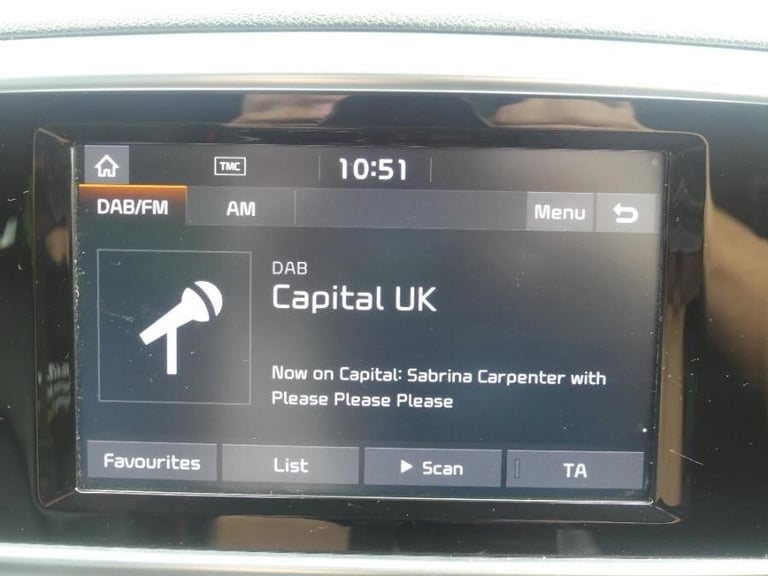 TMC
10:51
DAB/FM
AM
Menu
DAB
Capital UK
Now on Capital: Sabrina Carpenter with
Please Please Please
Favourites
List
Scan
TA